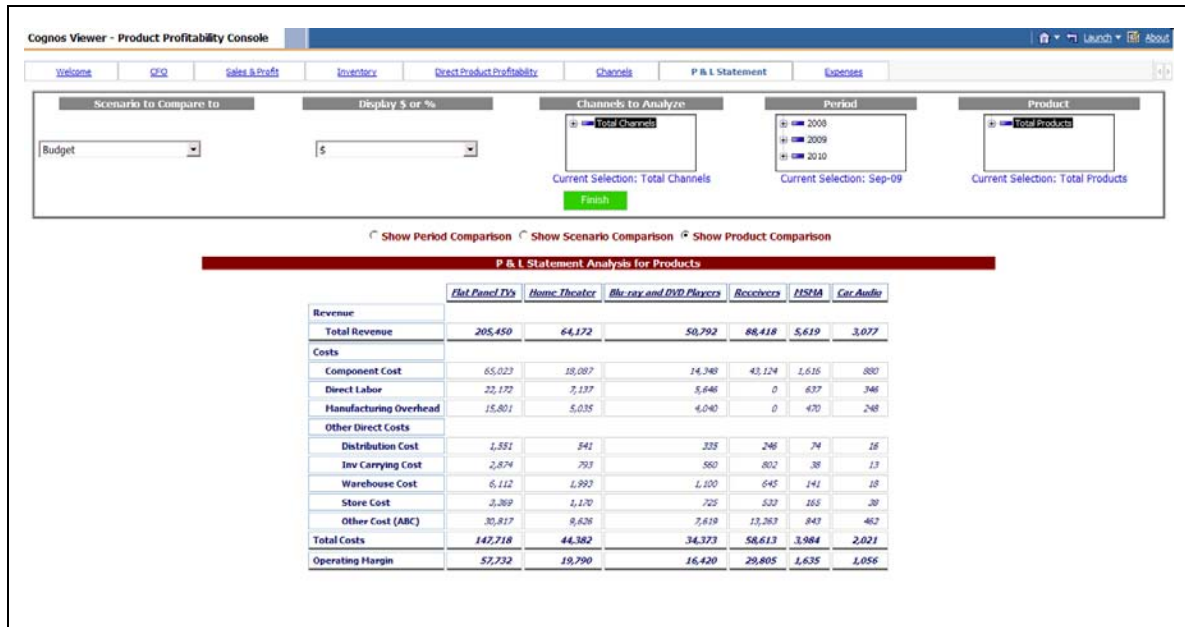 Cognos Viewer - Product Profitability Console Launch About
Welcome CFO Sales & Profit Inventory Direct Product Profitability Channels P & L Statement Expenses
Scenario to Compare to Display $ or % Channels to Analyze Period Product
Total Channels 2008 Total Products
Budget $ 2009
2010
Current Selection: Total Channels Current Selection: Sep-09 Current Selection: Total Products
Finish
Show Period Comparison Show Scenario Comparison Show Product Comparison
P & L Statement Analysis for Products
Flat Panel TVs Home Theater Blu-ray and DVD Players Receivers MSMA Car Audio
Revenue
Total Revenue 205,450 64,172 50,792 88,418 5,619 3,077
Costs
Component Cost 65,023 18,087 14,348 43,124 1,616 880
Direct Labor 22,172 7,137 5,646 0 637 346
Manufacturing Overhead 15,801 5,035 4,040 0 470 248
Other Direct Costs
Distribution Cost 1,551 541 335 246 74 16
Inv Carrying Cost 2,874 793 560 802 38 13
Warehouse Cost 6,112 1,993 1,100 645 141 18
Store Cost 3,369 1,170 725 533 165 38
Other Cost (ABC) 30,817 9,626 7,619 13,263 843 462
Total Costs 147,718 44,382 34,373 58,613 3,984 2,021
Operating Margin 57,732 19,790 16,420 29,805 1,635 1,056